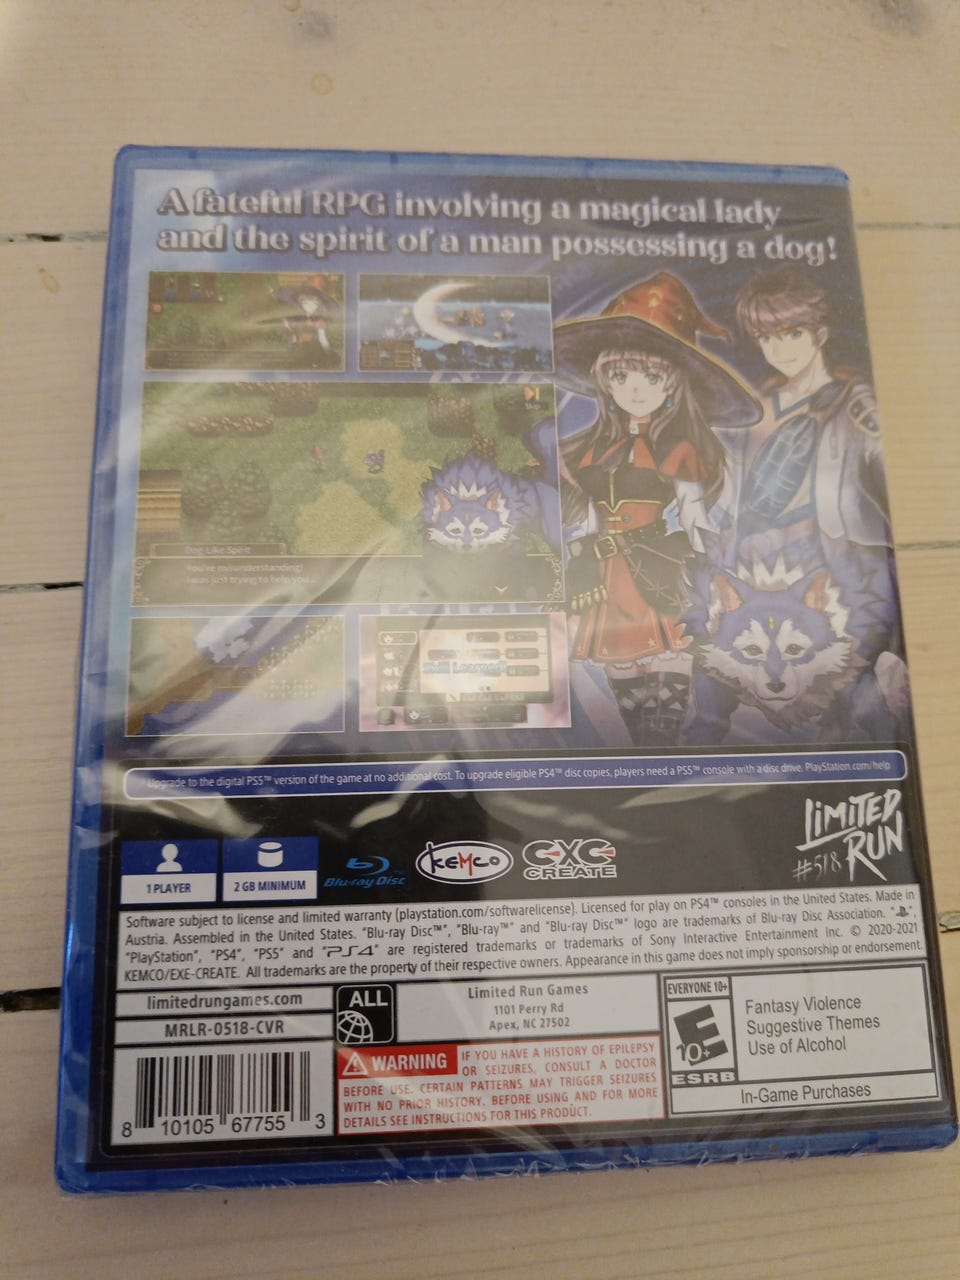 A fateful RPG involving a magical lady
and the spirit of a man possessing a dog!
Skip
Dog-Like Spirit
You're misunderstanding!
I was just trying to help you...
Skill Learned!
Upgrade to the digital PS5™ version of the game at no additional cost. To upgrade eligible PS4™ disc copies, players need a PS5™ console with a disc drive. PlayStation.com/help
LIMITED
RUN
#518
1 PLAYER
2 GB MINIMUM
Blu-ray Disc™
KEMCO
EXE
CREATE
Software subject to license and limited warranty (playstation.com/softwarelicense). Licensed for play on PS4™ consoles in the United States. Made in
Austria. Assembled in the United States. "Blu-ray Disc™", "Blu-ray™" and "Blu-ray Disc™" logo are trademarks of Blu-ray Disc Association. "",
"PlayStation", "PS4", "PS5" and "PS4" are registered trademarks or trademarks of Sony Interactive Entertainment Inc. © 2020-2021
KEMCO/EXE-CREATE. All trademarks are the property of their respective owners. Appearance in this game does not imply sponsorship or endorsement.
limitedrungames.com
MRLR-0518-CVR
8 10105 67755 3
ALL
Limited Run Games
1101 Perry Rd
Apex, NC 27502
WARNING IF YOU HAVE A HISTORY OF EPILEPSY
OR SEIZURES, CONSULT A DOCTOR
BEFORE USE. CERTAIN PATTERNS MAY TRIGGER SEIZURES
WITH NO PRIOR HISTORY. BEFORE USING AND FOR MORE
DETAILS SEE INSTRUCTIONS FOR THIS PRODUCT.
EVERYONE 10+
E
10+
ESRB
Fantasy Violence
Suggestive Themes
Use of Alcohol
In-Game Purchases